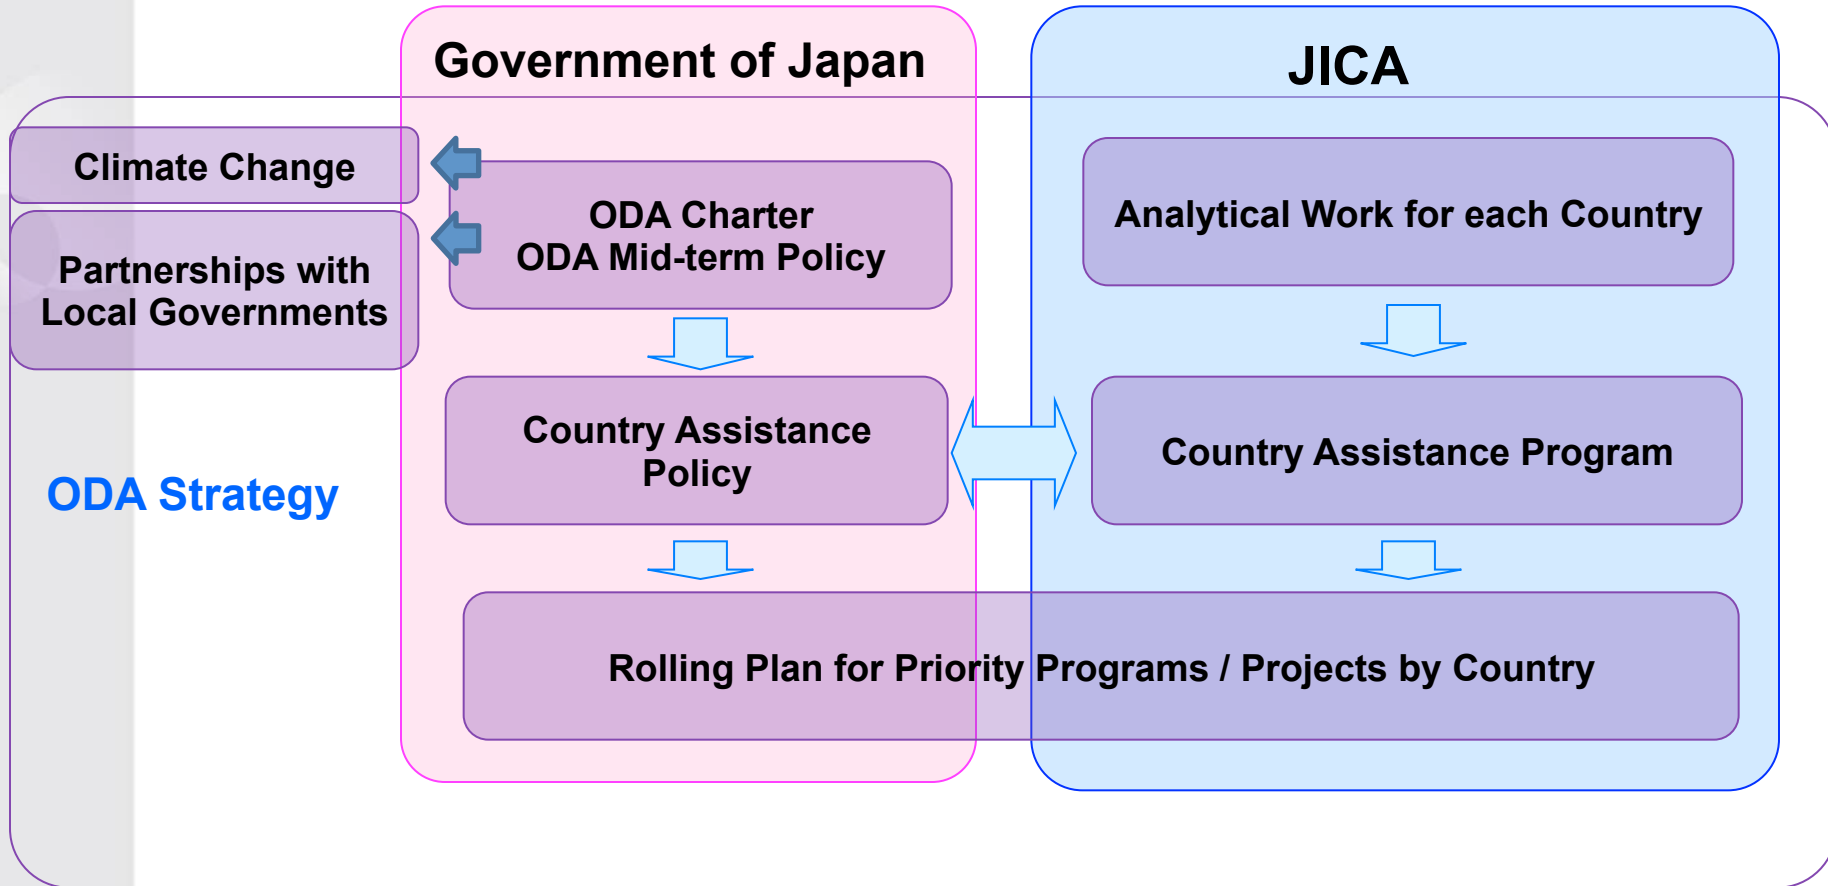 Government of Japan
JICA
Climate Change
Partnerships with
Local Governments
ODA Charter
ODA Mid-term Policy
Analytical Work for each Country
Country Assistance
Policy
Country Assistance Program
ODA Strategy
Rolling Plan for Priority Programs / Projects by Country